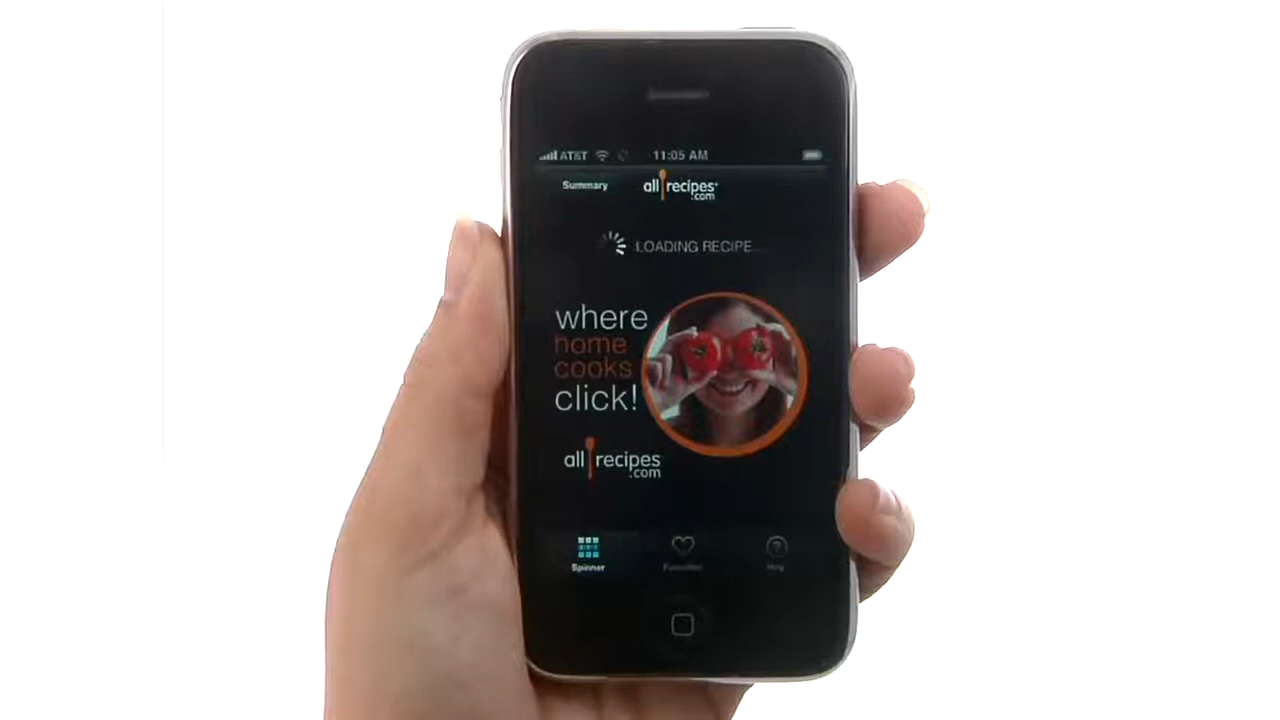 AT&T 11:05 AM
Summary all recipes .com
LOADING RECIPE...
where
home
cooks
click!
all recipes
.com
Spinner Favorites Help